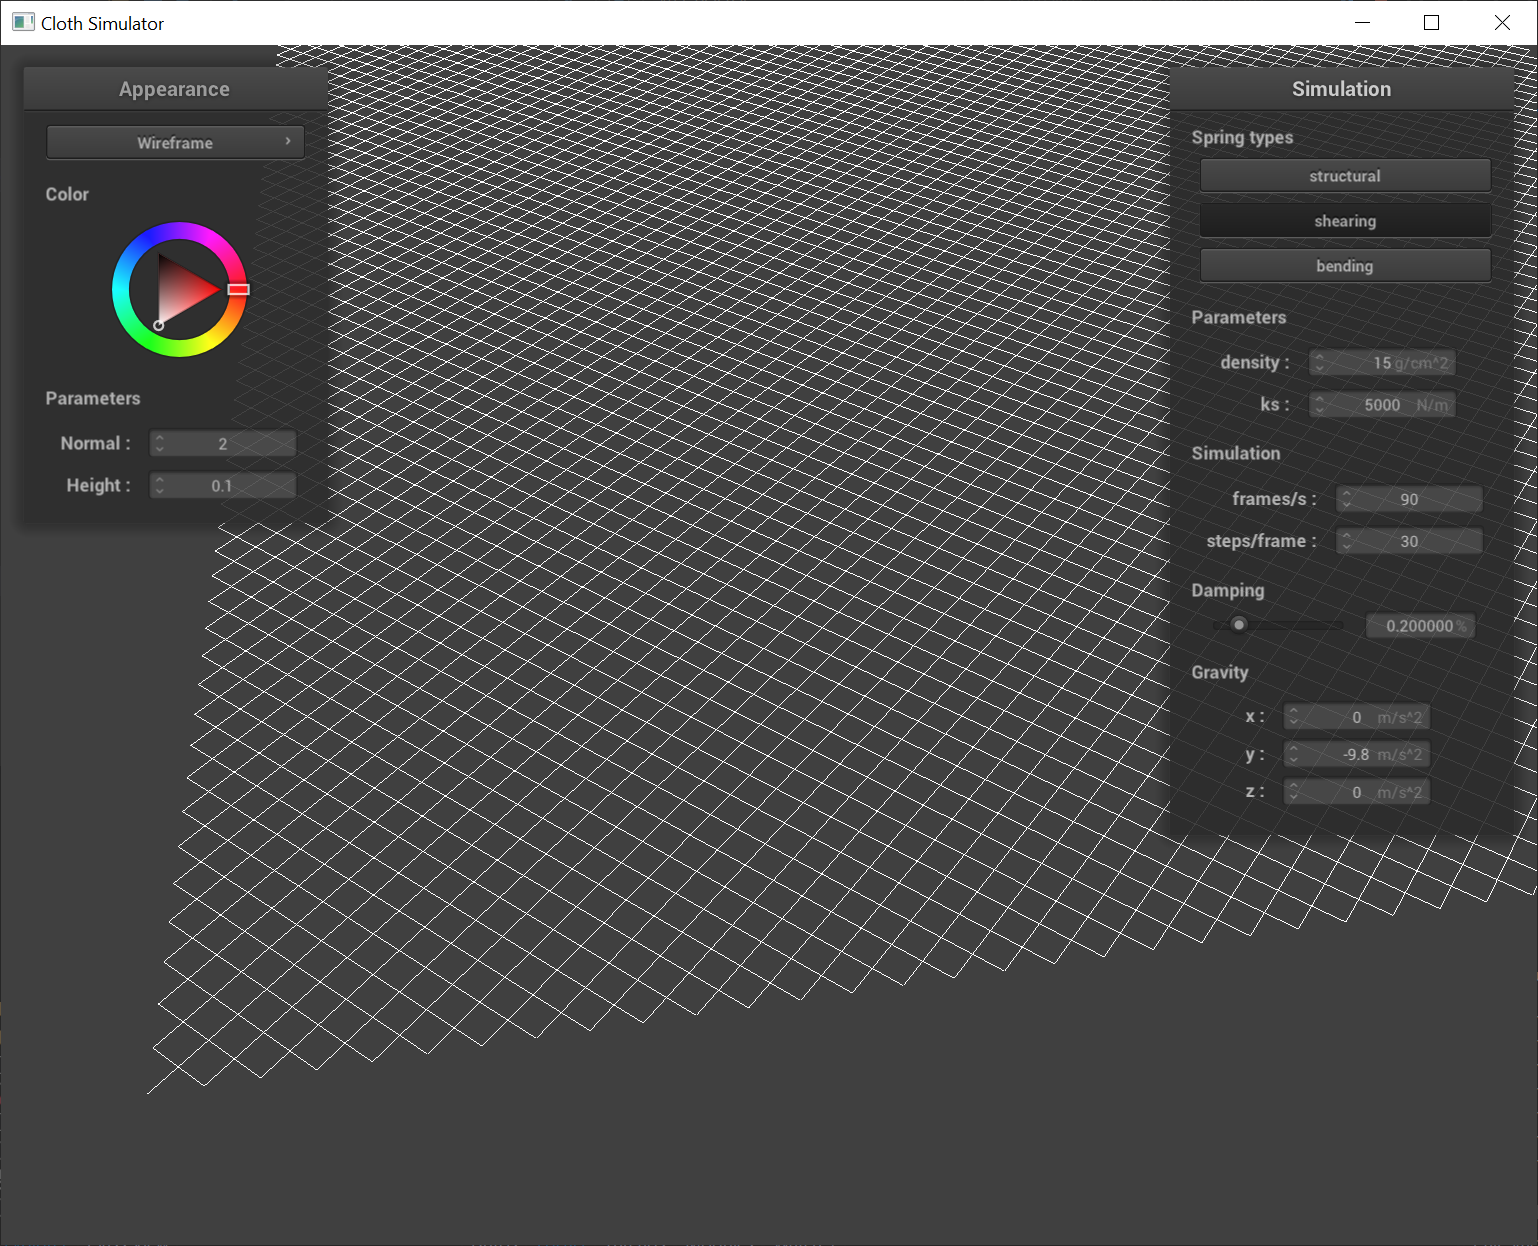 Cloth Simulator
Appearance
Wireframe
Color
Parameters
Normal : 2
Height : 0.1
Simulation
Spring types
structural
shearing
bending
Parameters
density : 15 g/cm^2
ks : 5000 N/m
Simulation
frames/s : 90
steps/frame : 30
Damping
0.200000 %
Gravity
x : 0 m/s^2
y : -9.8 m/s^2
z : 0 m/s^2